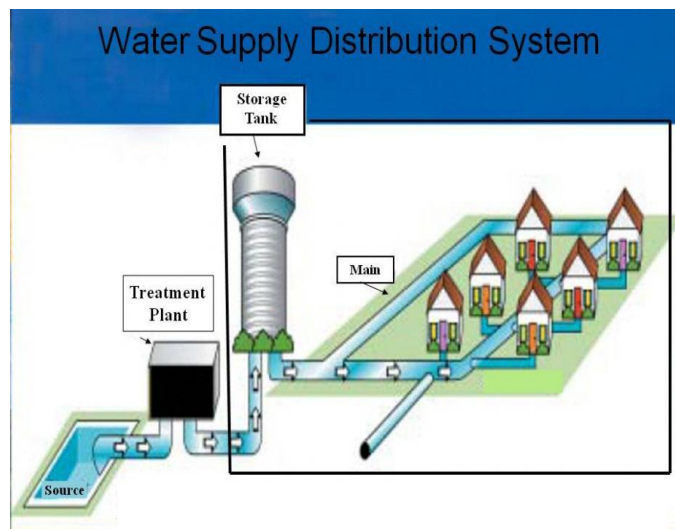 Water Supply Distribution System
Storage
Tank
Main
Treatment
Plant
Source